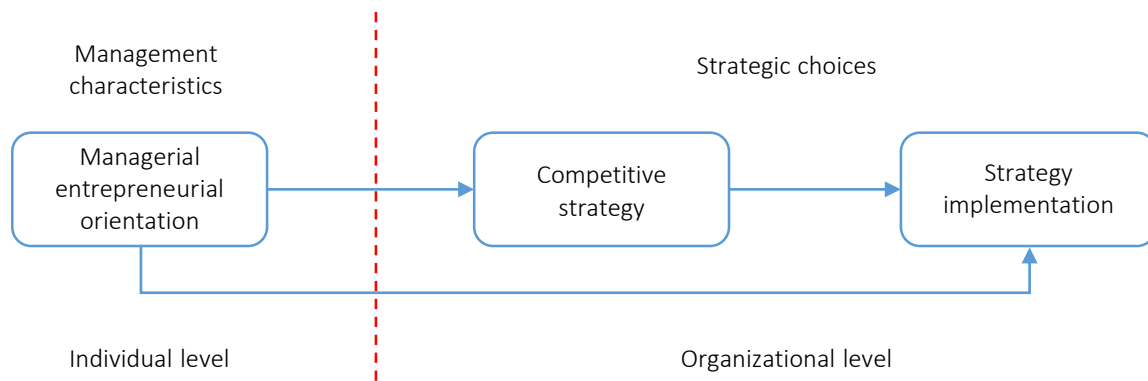 Management
characteristics
Strategic choices
Managerial
entrepreneurial
orientation
Competitive
strategy
Strategy
implementation
Individual level
Organizational level